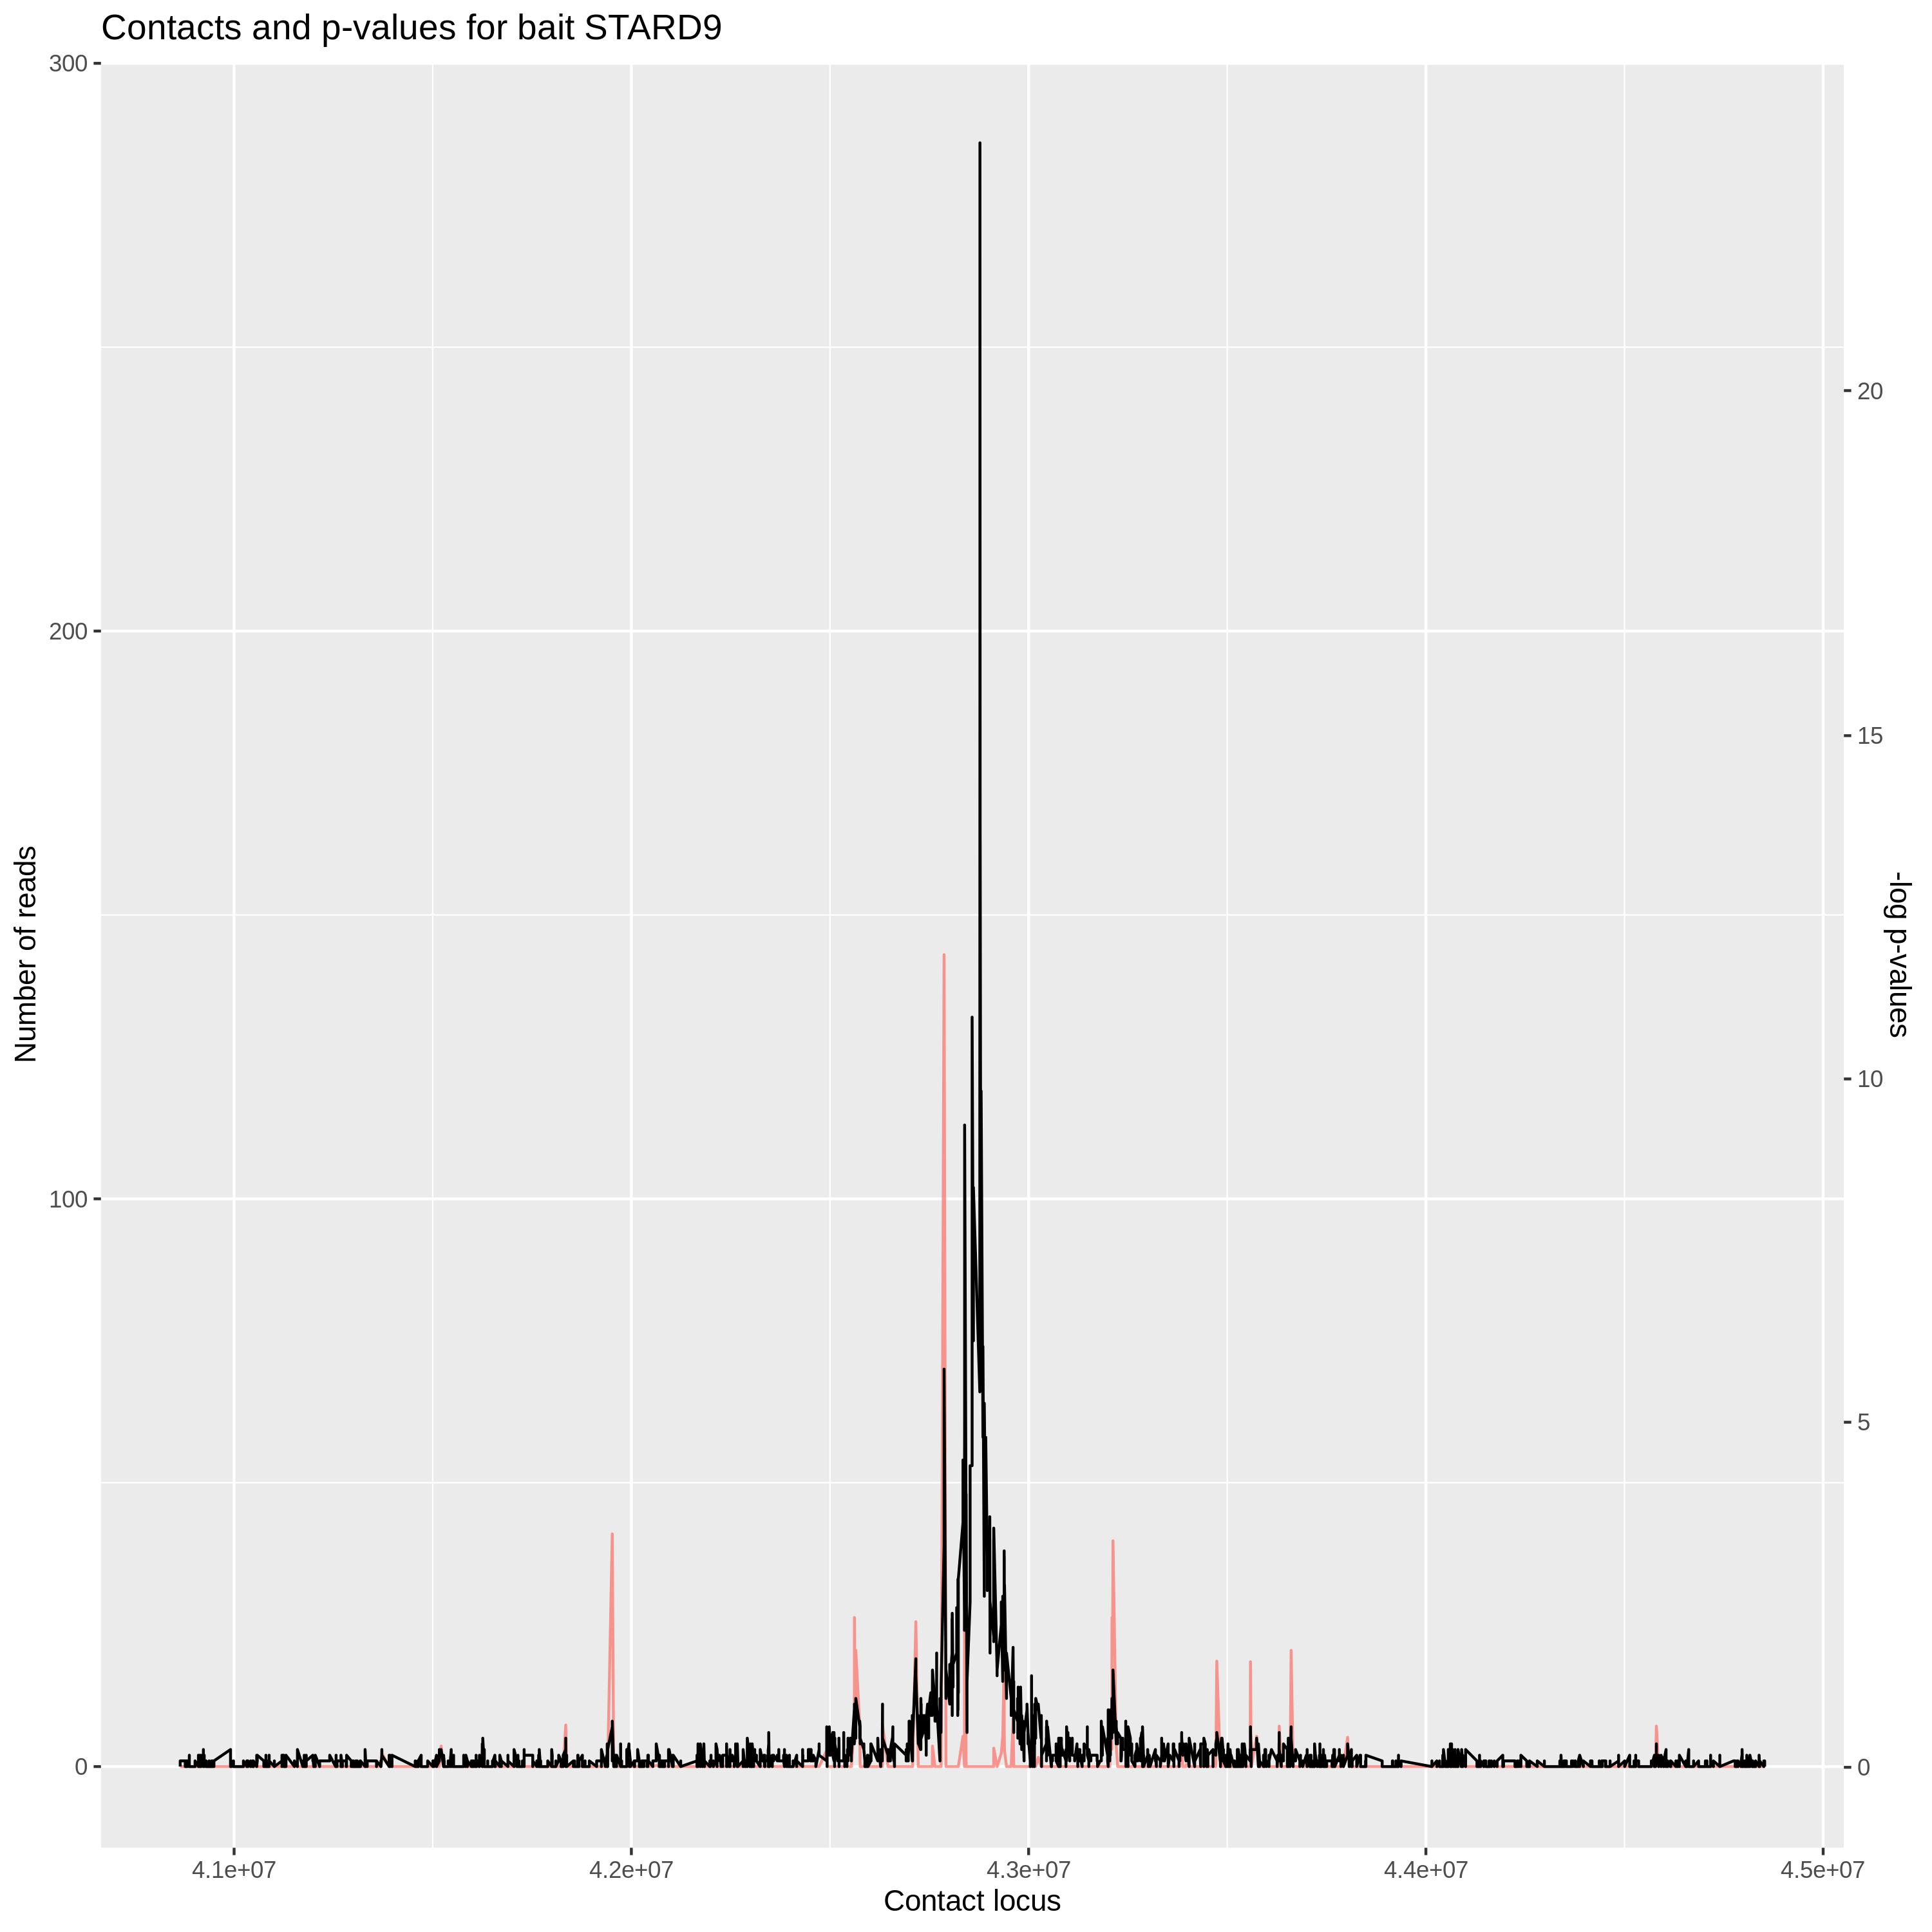 Contacts and p-values for bait STARD9
300
200
100
0
Number of reads
20
15
10
5
0
-log p-values
4.1e+07 4.2e+07 4.3e+07 4.4e+07 4.5e+07
Contact locus